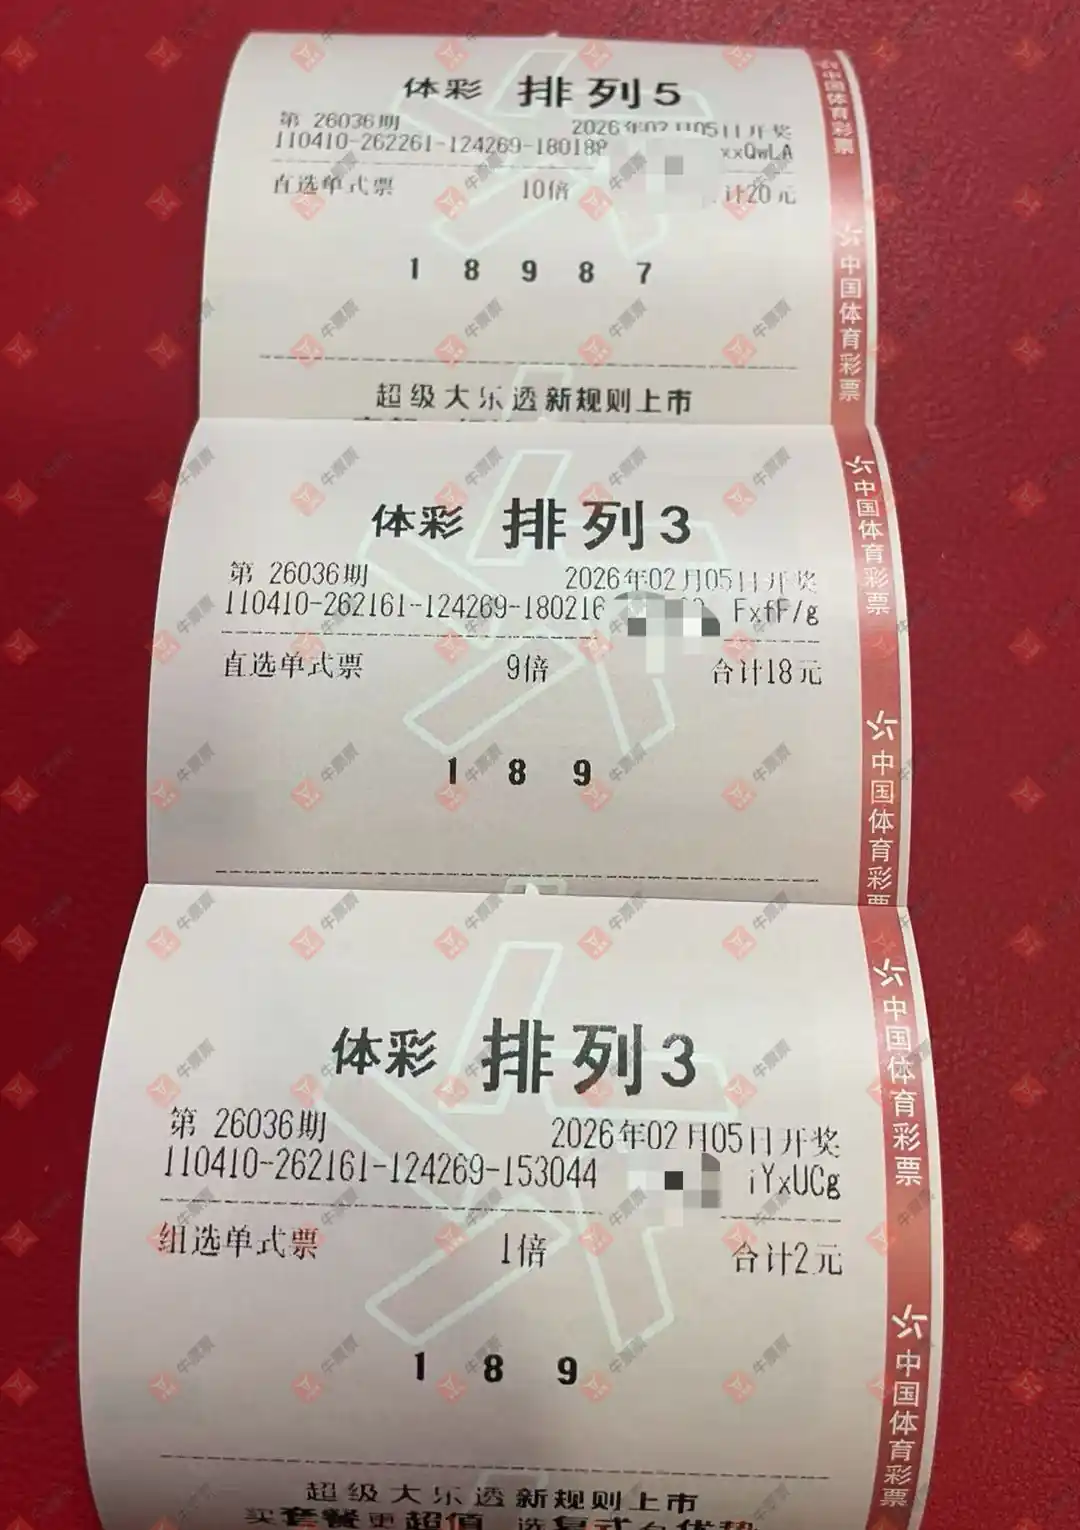 体彩 排列5
第 26036期 2026年02月05日开奖
110410-262261-124269-180188 xxQwLA
直选单式票 10倍 计20元
1 8 9 8 7
超级大乐透新规则上市
体彩 排列3
第 26036期 2026年02月05日开奖
110410-262161-124269-180216 FxfF/g
直选单式票 9倍 合计18元
1 8 9
体彩 排列3
第 26036期 2026年02月05日开奖
110410-262161-124269-153044 iYxUCg
组选单式票 1倍 合计2元
1 8 9
超级大乐透新规则上市
买套餐更超值
中国体育彩票
中国体育彩票
中国体育彩票
中国体育彩票
中国体育彩票
中国体育彩票
牛票票